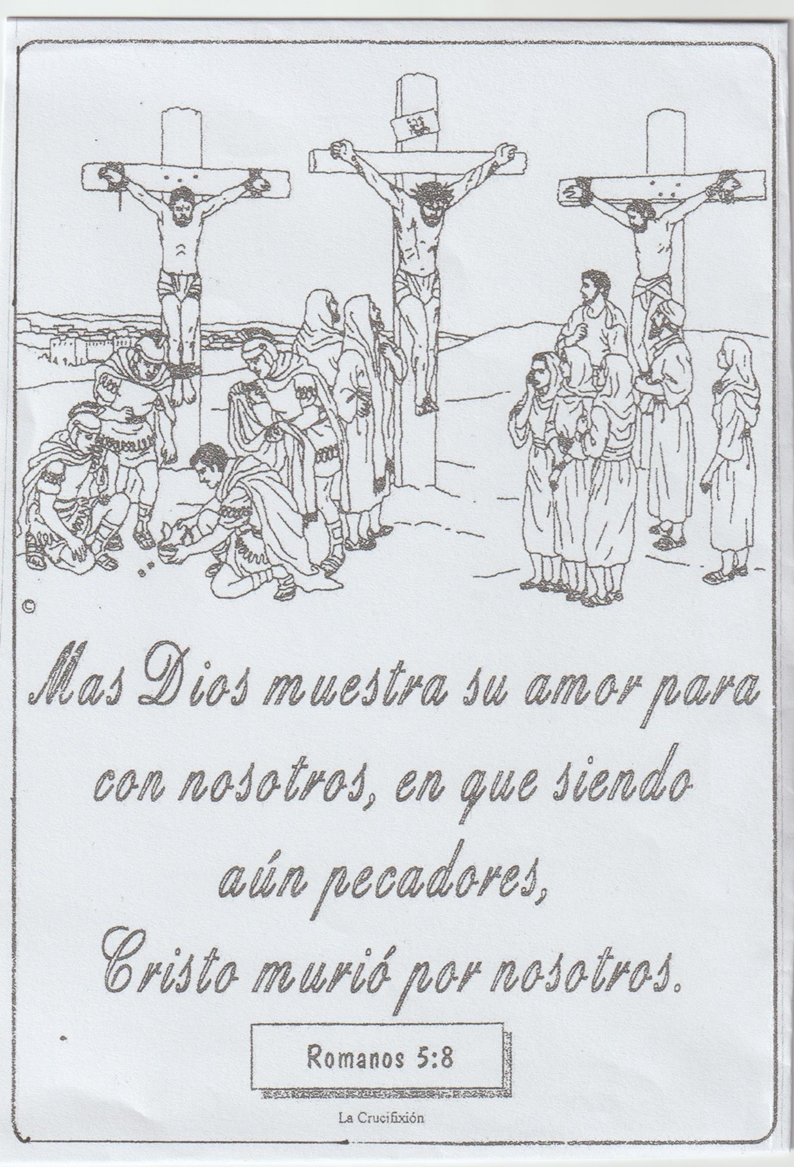 ©
Mas Dios muestra su amor para
con nosotros, en que siendo
aún pecadores,
Cristo murió por nosotros.
Romanos 5:8
La Crucifixión